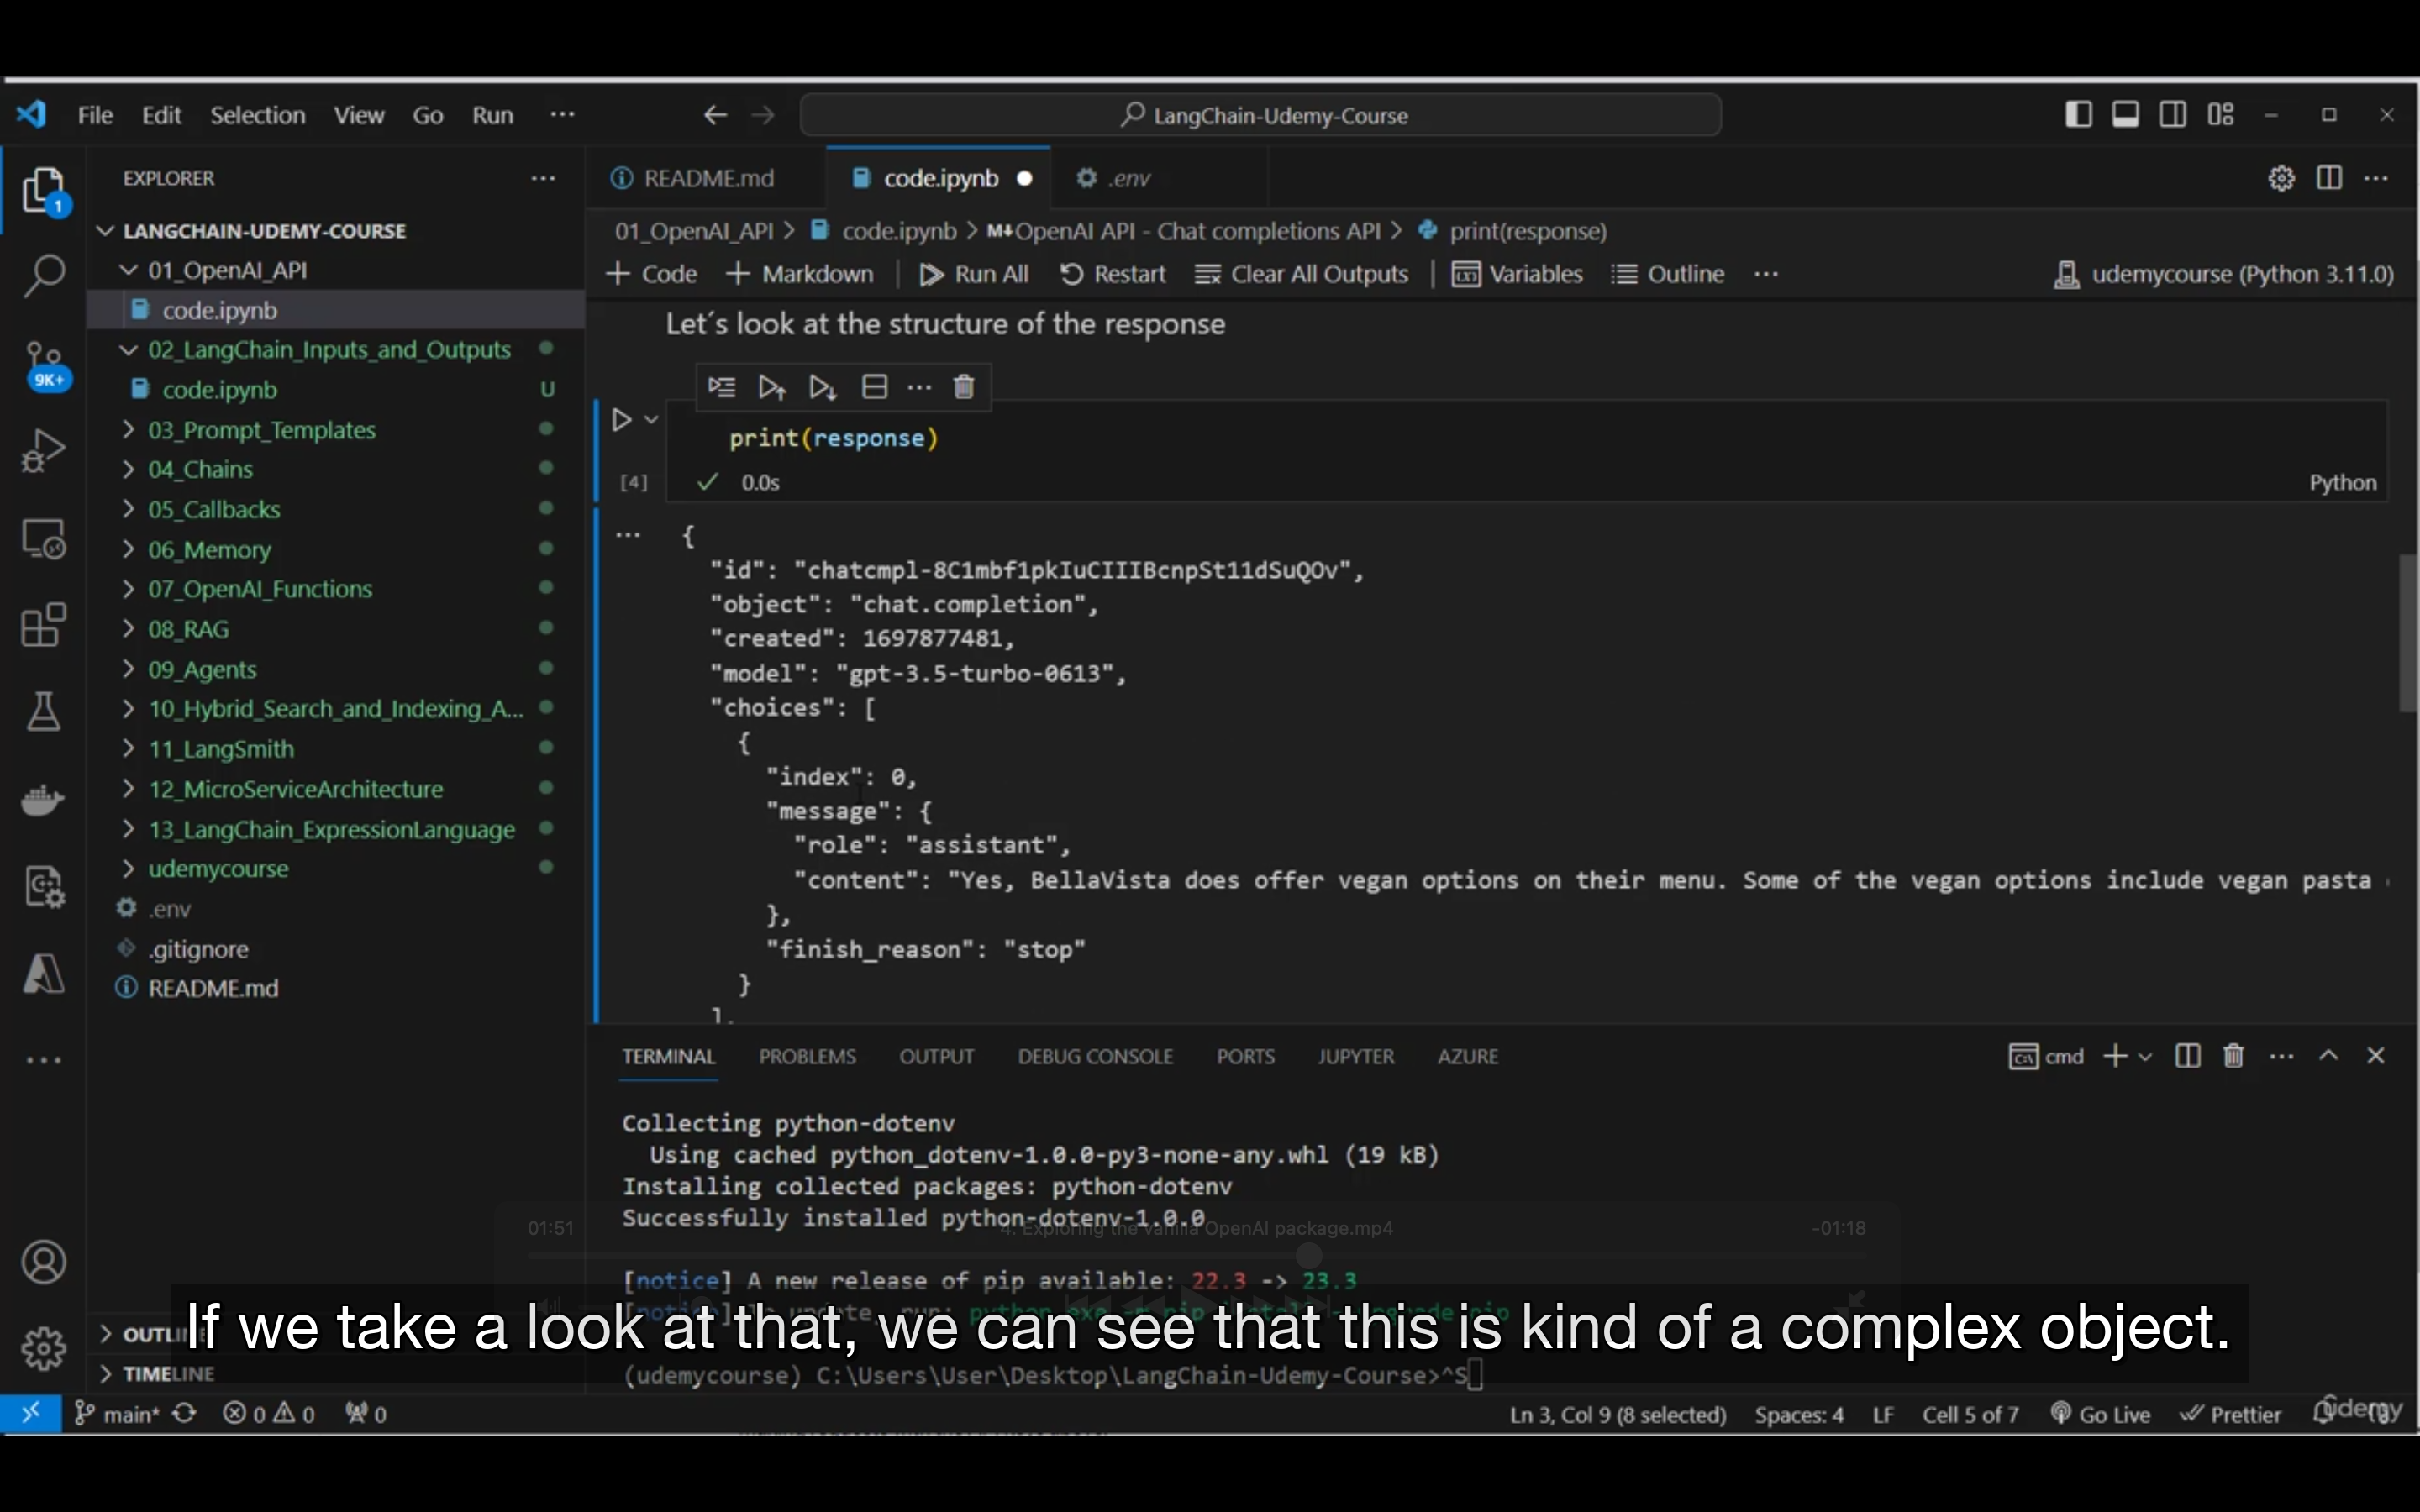 File Edit Selection View Go Run ... LangChain-Udemy-Course
EXPLORER ...
README.md code.ipynb .env
LANGCHAIN-UDEMY-COURSE
01_OpenAI_API > code.ipynb > M↓OpenAI API - Chat completions API > print(response)
+ Code + Markdown | Run All Restart Clear All Outputs | Variables Outline ... udemycourse (Python 3.11.0)
1
9K+
01_OpenAI_API
code.ipynb
02_LangChain_Inputs_and_Outputs
code.ipynb U
03_Prompt_Templates
04_Chains
05_Callbacks
06_Memory
07_OpenAI_Functions
08_RAG
09_Agents
10_Hybrid_Search_and_Indexing_A...
11_LangSmith
12_MicroServiceArchitecture
13_LangChain_ExpressionLanguage
udemycourse
.env
.gitignore
README.md
OUTLINE
TIMELINE
Let´s look at the structure of the response
print(response)
[4] 0.0s Python
... {
"id": "chatcmpl-8C1mbf1pkIuCIIIBcnpSt11dSuQOv",
"object": "chat.completion",
"created": 1697877481,
"model": "gpt-3.5-turbo-0613",
"choices": [
{
"index": 0,
"message": {
"role": "assistant",
"content": "Yes, BellaVista does offer vegan options on their menu. Some of the vegan options include vegan pasta
},
"finish_reason": "stop"
}
],
TERMINAL PROBLEMS OUTPUT DEBUG CONSOLE PORTS JUPYTER AZURE cmd
Collecting python-dotenv
Using cached python_dotenv-1.0.0-py3-none-any.whl (19 kB)
Installing collected packages: python-dotenv
Successfully installed python-dotenv-1.0.0
01:51 4. Exploring the vanilla OpenAI package.mp4 -01:18
[notice] A new release of pip available: 22.3 -> 23.3
If we take a look at that, we can see that this is kind of a complex object.
(udemycourse) C:\Users\User\Desktop\LangChain-Udemy-Course>^S
main* 0 0 0 Ln 3, Col 9 (8 selected) Spaces: 4 LF Cell 5 of 7 Go Live Prettier
udemy